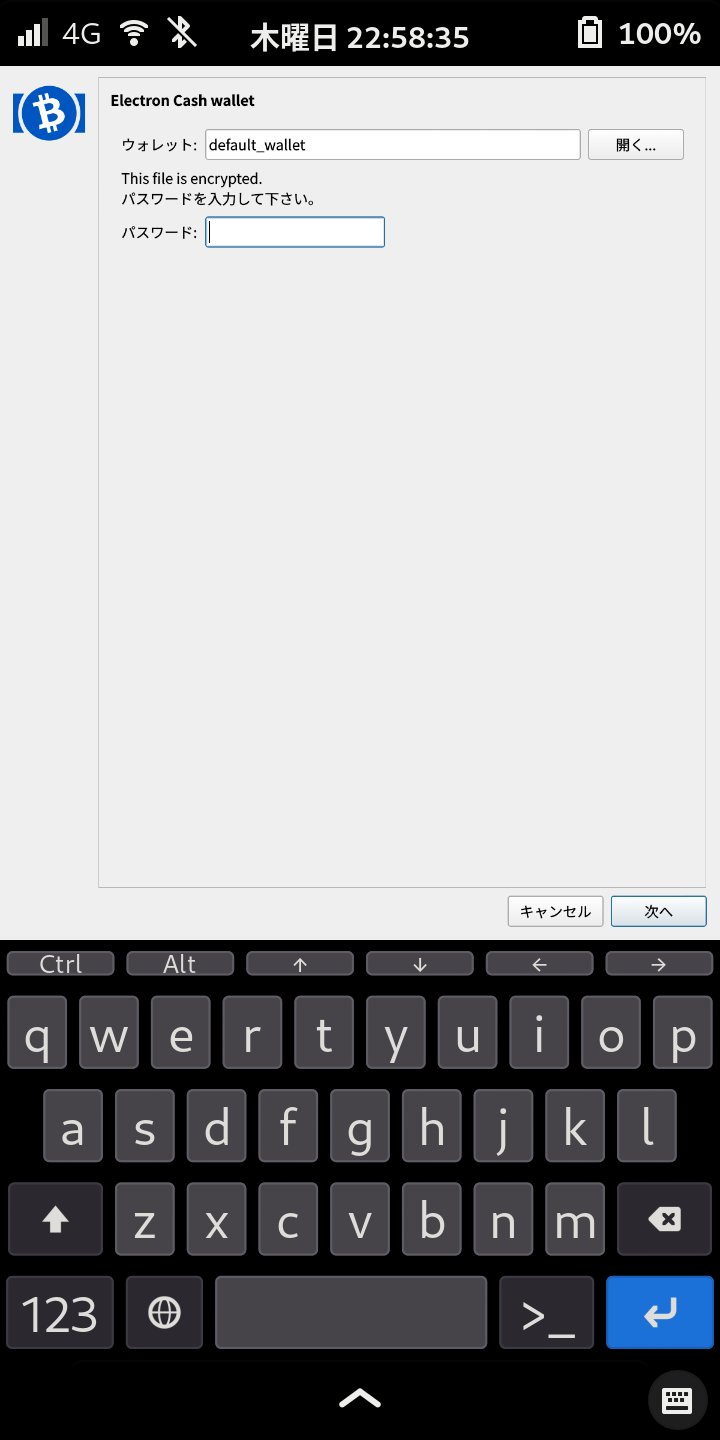 4G 木曜日 22:58:35 100%
Electron Cash wallet
ウォレット: default_wallet 開く...
This file is encrypted.
パスワードを入力して下さい。
パスワード:
キャンセル 次へ
Ctrl Alt ↑ ↓ ← →
q w e r t y u i o p
a s d f g h j k l
z x c v b n m
123 >_